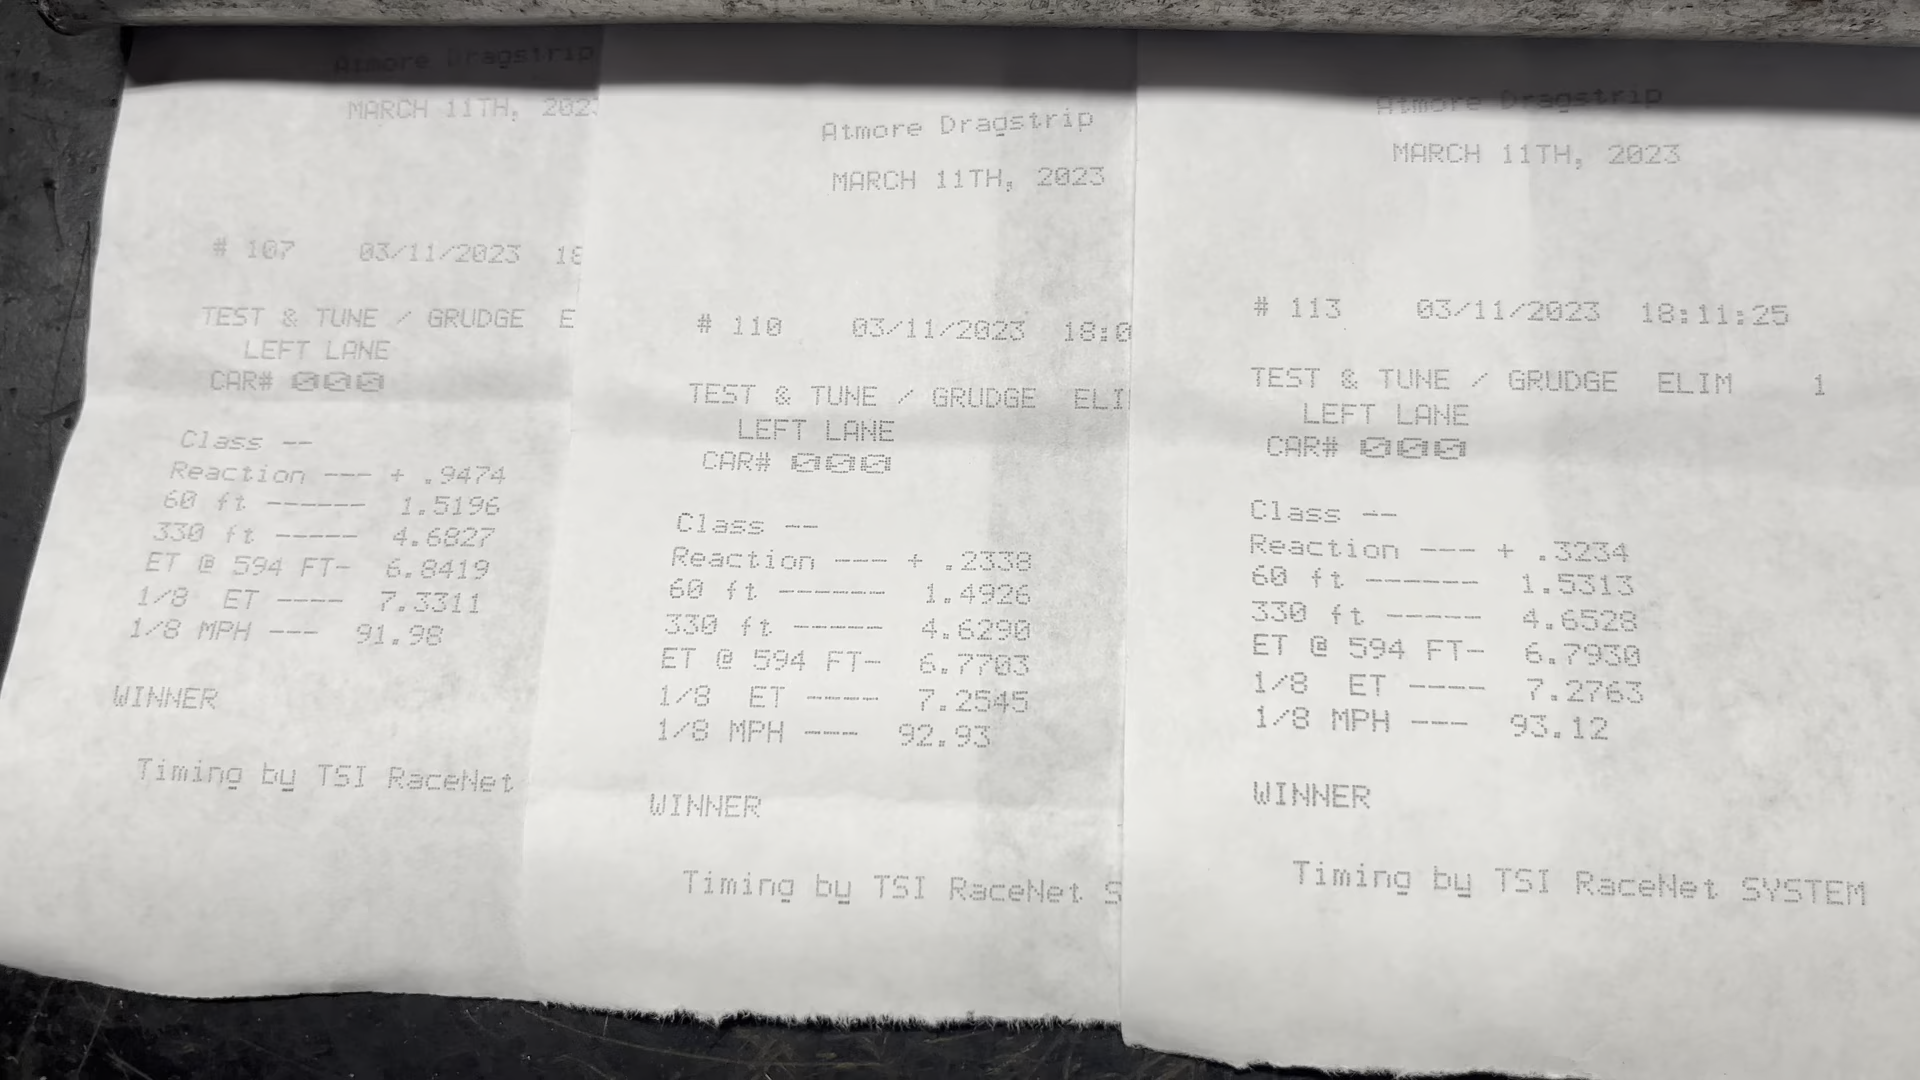 Atmore Dragstrip
MARCH 11TH, 2023
# 107 03/11/2023 18
TEST & TUNE / GRUDGE E
LEFT LANE
CAR# 000
Class --
Reaction --- + .9474
60 ft ------ 1.5196
330 ft ----- 4.6827
ET @ 594 FT- 6.8419
1/8 ET ---- 7.3311
1/8 MPH --- 91.98
WINNER
Timing by TSI RaceNet
Atmore Dragstrip
MARCH 11TH, 2023
# 110 03/11/2023 18:0
TEST & TUNE / GRUDGE ELI
LEFT LANE
CAR# 000
Class --
Reaction --- + .2338
60 ft ------ 1.4926
330 ft ----- 4.6290
ET @ 594 FT- 6.7703
1/8 ET ---- 7.2545
1/8 MPH --- 92.93
WINNER
Timing by TSI RaceNet S
Atmore Dragstrip
MARCH 11TH, 2023
# 113 03/11/2023 18:11:25
TEST & TUNE / GRUDGE ELIM 1
LEFT LANE
CAR# 000
Class --
Reaction --- + .3234
60 ft ------ 1.5313
330 ft ----- 4.6528
ET @ 594 FT- 6.7930
1/8 ET ---- 7.2763
1/8 MPH --- 93.12
WINNER
Timing by TSI RaceNet SYSTEM